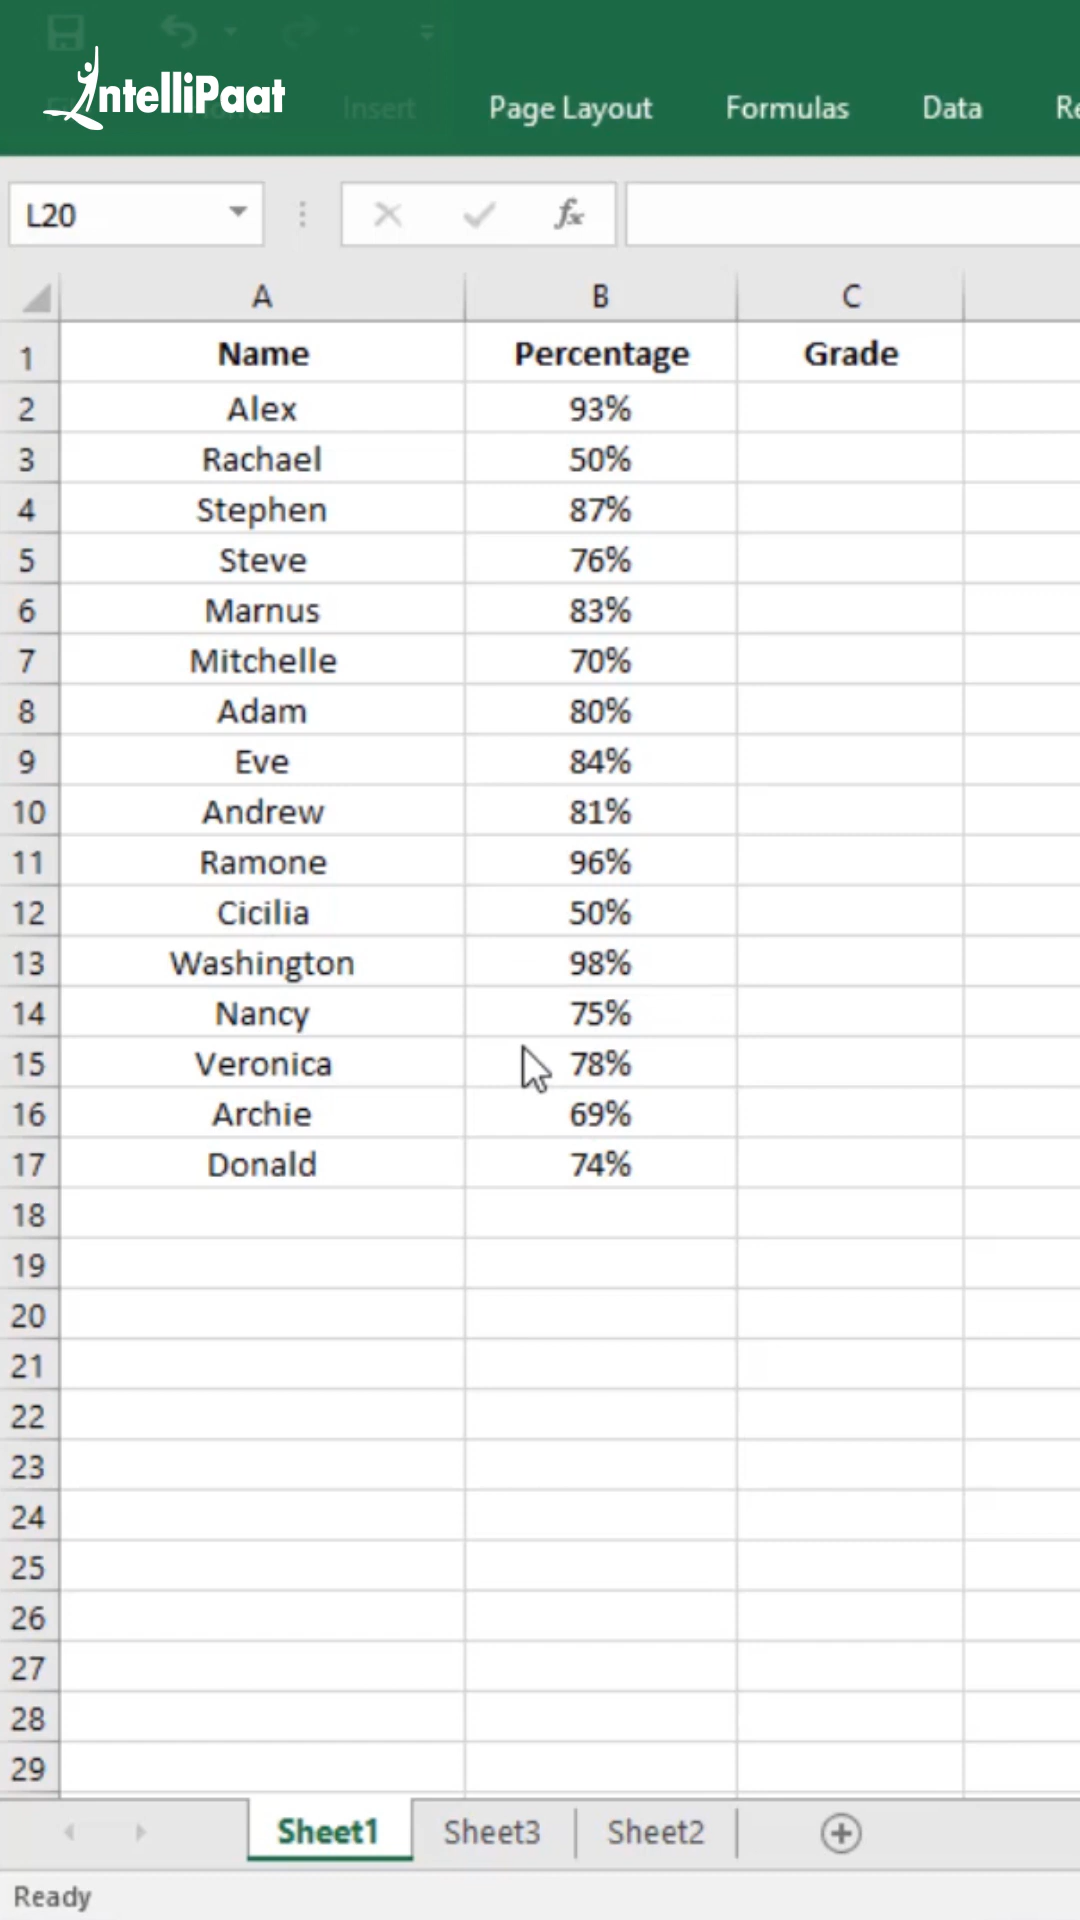 IntelliPaat
Insert Page Layout Formulas Data Re
L20 fx
A B C
1 Name Percentage Grade
2 Alex 93%
3 Rachael 50%
4 Stephen 87%
5 Steve 76%
6 Marnus 83%
7 Mitchelle 70%
8 Adam 80%
9 Eve 84%
10 Andrew 81%
11 Ramone 96%
12 Cicilia 50%
13 Washington 98%
14 Nancy 75%
15 Veronica 78%
16 Archie 69%
17 Donald 74%
18
19
20
21
22
23
24
25
26
27
28
29
Sheet1 Sheet3 Sheet2
Ready